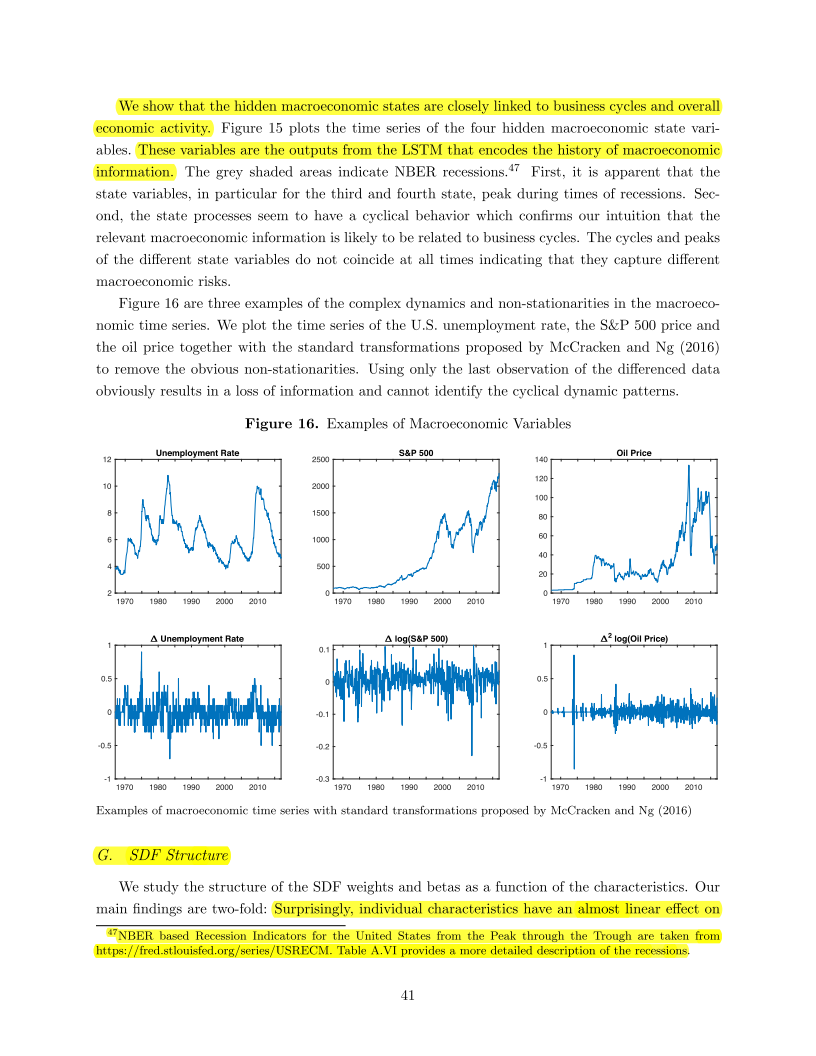 We show that the hidden macroeconomic states are closely linked to business cycles and overall
economic activity. Figure 15 plots the time series of the four hidden macroeconomic state vari-
ables. These variables are the outputs from the LSTM that encodes the history of macroeconomic
information. The grey shaded areas indicate NBER recessions.47 First, it is apparent that the
state variables, in particular for the third and fourth state, peak during times of recessions. Sec-
ond, the state processes seem to have a cyclical behavior which confirms our intuition that the
relevant macroeconomic information is likely to be related to business cycles. The cycles and peaks
of the different state variables do not coincide at all times indicating that they capture different
macroeconomic risks.
Figure 16 are three examples of the complex dynamics and non-stationarities in the macroeco-
nomic time series. We plot the time series of the U.S. unemployment rate, the S&P 500 price and
the oil price together with the standard transformations proposed by McCracken and Ng (2016)
to remove the obvious non-stationarities. Using only the last observation of the differenced data
obviously results in a loss of information and cannot identify the cyclical dynamic patterns.
Figure 16. Examples of Macroeconomic Variables
Unemployment Rate
12
10
8
6
4
2
1970 1980 1990 2000 2010
S&P 500
2500
2000
1500
1000
500
0
1970 1980 1990 2000 2010
Oil Price
140
120
100
80
60
40
20
0
1970 1980 1990 2000 2010
Δ Unemployment Rate
1
0.5
0
-0.5
-1
1970 1980 1990 2000 2010
Δ log(S&P 500)
0.1
0
-0.1
-0.2
-0.3
1970 1980 1990 2000 2010
Δ2 log(Oil Price)
1
0.5
0
-0.5
-1
1970 1980 1990 2000 2010
Examples of macroeconomic time series with standard transformations proposed by McCracken and Ng (2016)
G. SDF Structure
We study the structure of the SDF weights and betas as a function of the characteristics. Our
main findings are two-fold: Surprisingly, individual characteristics have an almost linear effect on
47NBER based Recession Indicators for the United States from the Peak through the Trough are taken from
https://fred.stlouisfed.org/series/USRECM. Table A.VI provides a more detailed description of the recessions.
41